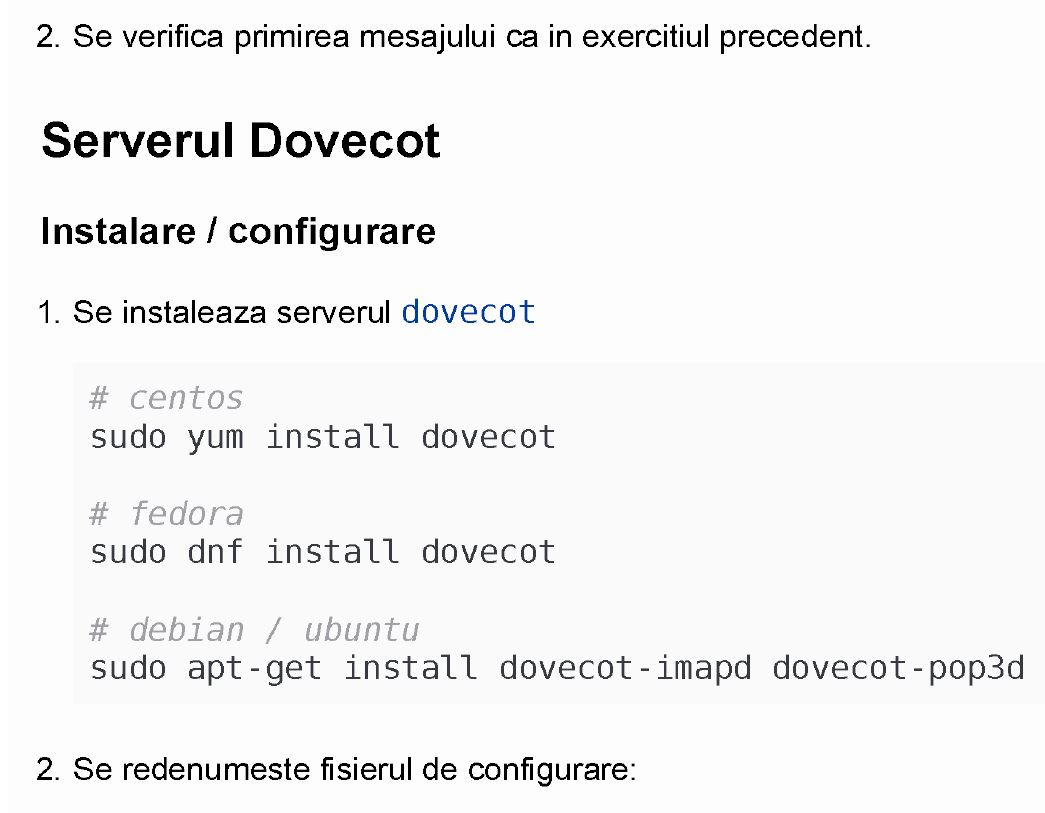 2. Se verifica primirea mesajului ca in exercitiul precedent.
Serverul Dovecot
Instalare / configurare
1. Se instaleaza serverul dovecot
# centos
sudo yum install dovecot
# fedora
sudo dnf install dovecot
# debian / ubuntu
sudo apt-get install dovecot-imapd dovecot-pop3d
2. Se redenumeste fisierul de configurare: